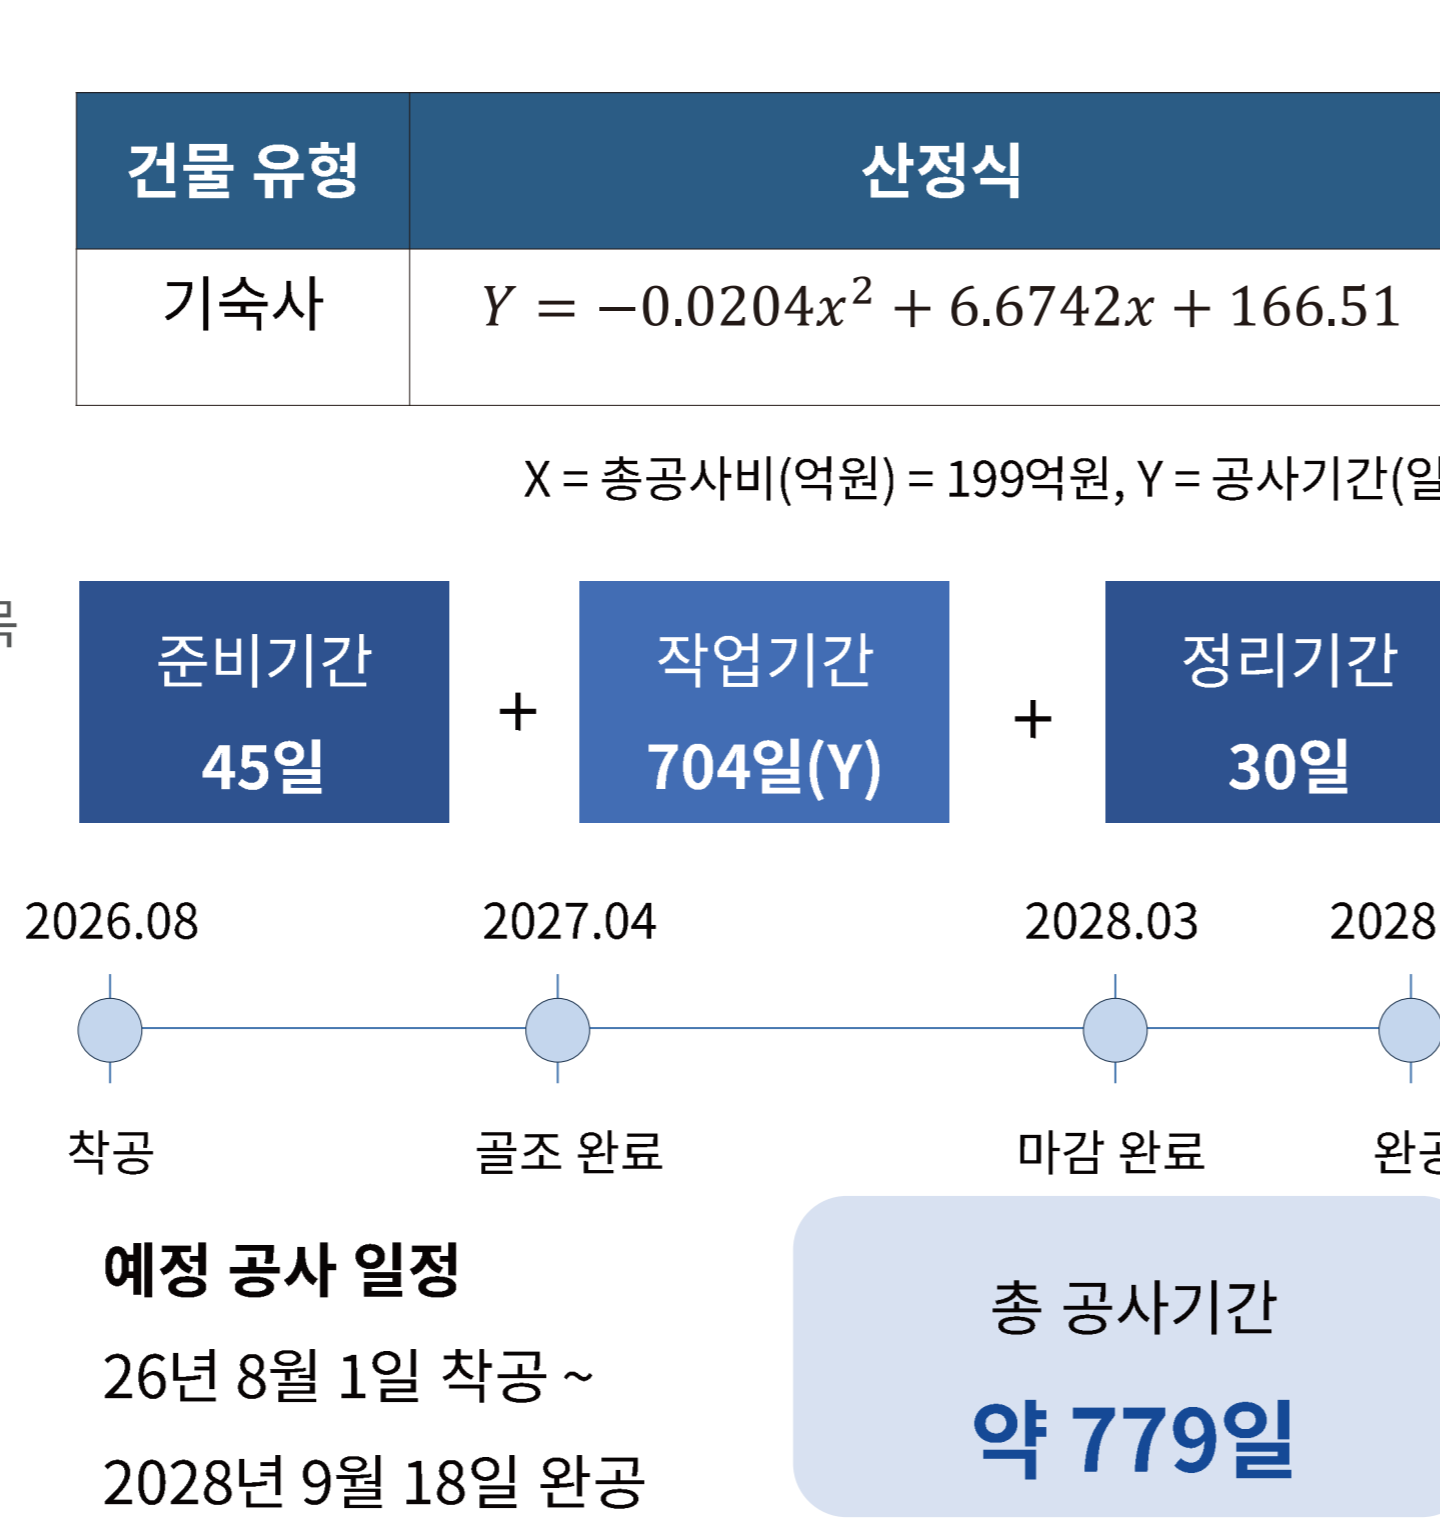 건물 유형 산정식
기숙사 Y = −0.0204x² + 6.6742x + 166.51
X = 총공사비(억원) = 199억원, Y = 공사기간(일
준비기간 작업기간 정리기간
45일 + 704일(Y) + 30일
2026.08 2027.04 2028.03 2028
착공 골조 완료 마감 완료 완공
예정 공사 일정
26년 8월 1일 착공 ~
2028년 9월 18일 완공
총 공사기간
약 779일